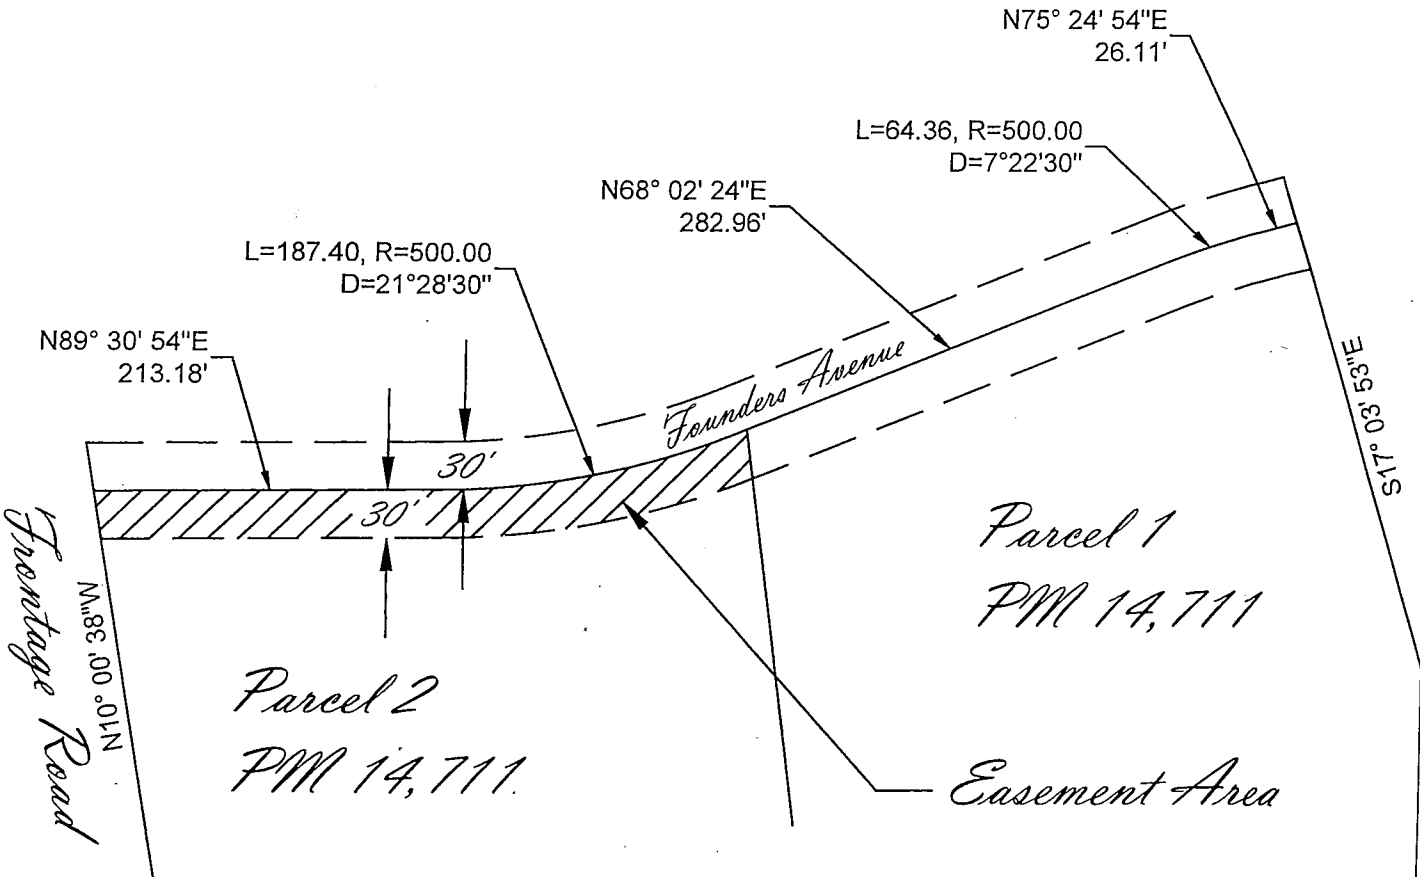 N75° 24' 54"E
26.11'
L=64.36, R=500.00
D=7°22'30"
N68° 02' 24"E
282.96'
L=187.40, R=500.00
D=21°28'30"
N89° 30' 54"E
213.18'
Founders Avenue
30'
30'
S17° 03' 53"E
Parcel 1
PM 14,711
Frontage Road
N10° 00' 38"W
Parcel 2
PM 14,711.
Easement Area